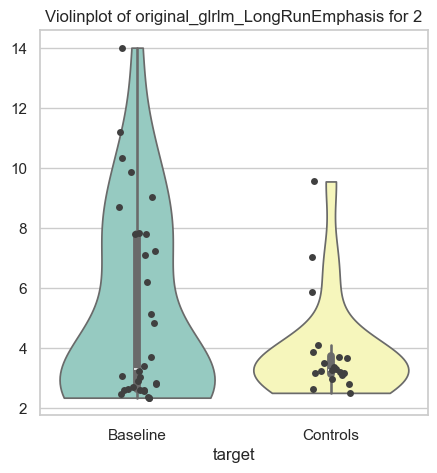 Violinplot of original_glrlm_LongRunEmphasis for 2
14
12
10
8
6
4
2
Baseline Controls
target